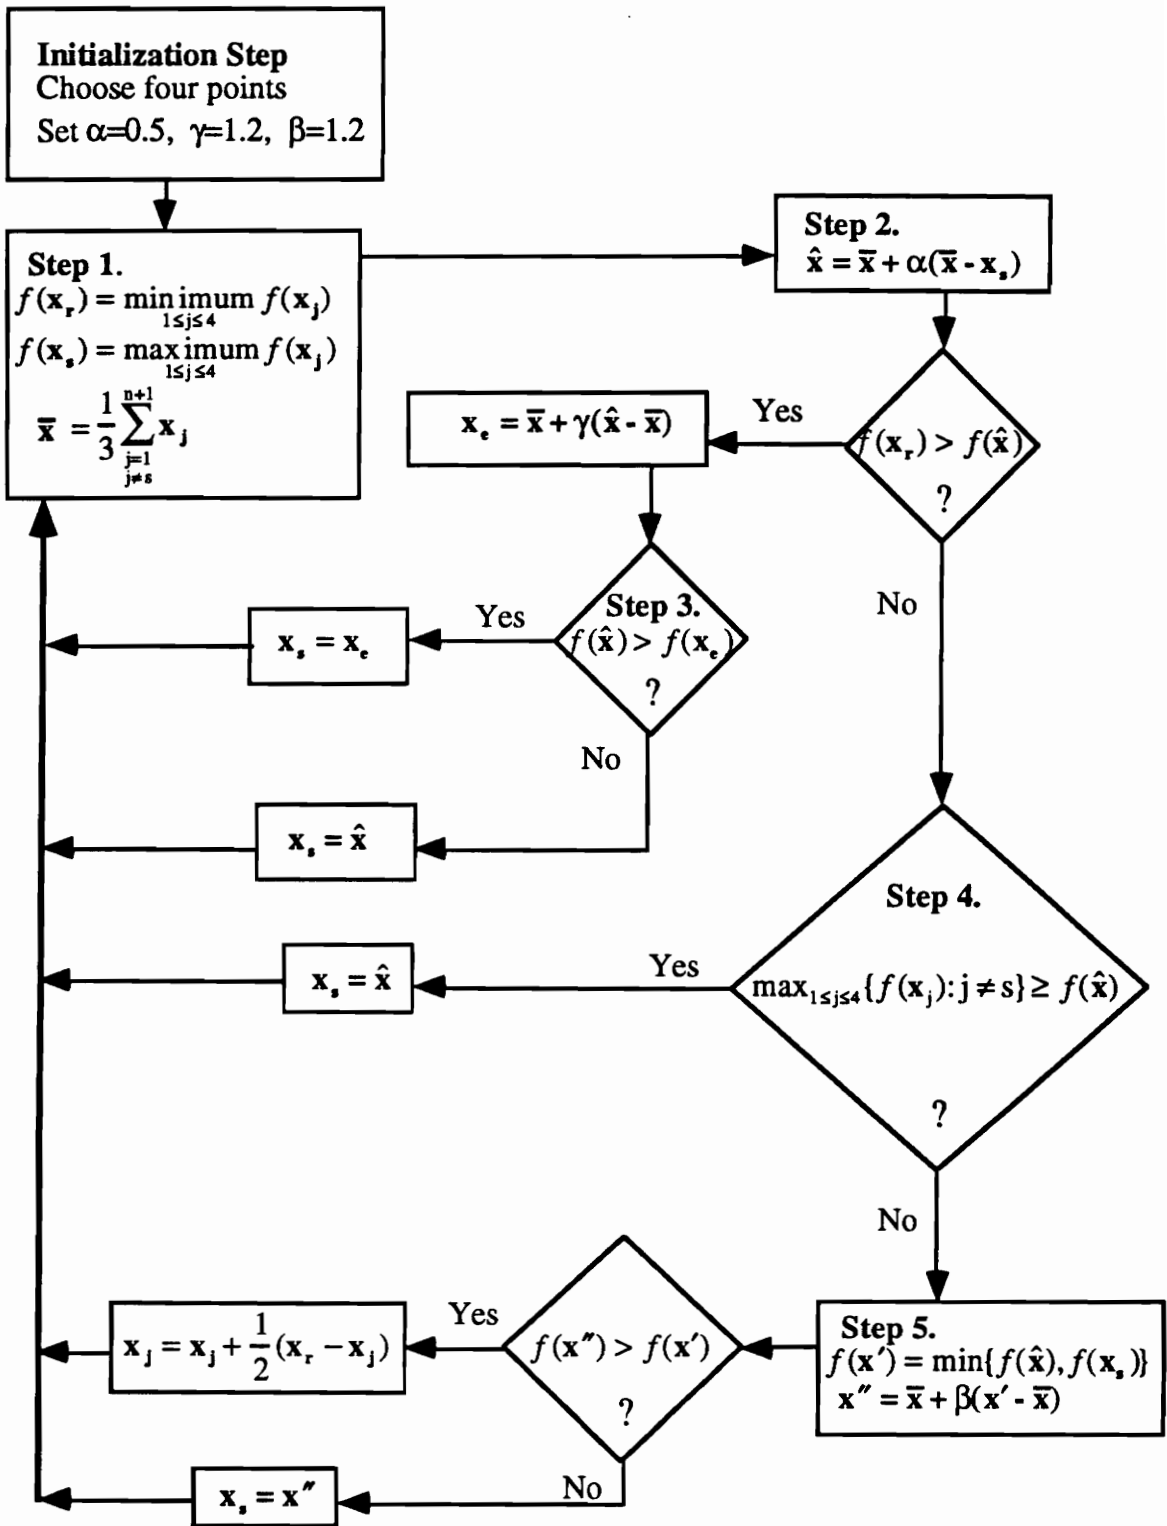 Initialization Step
Choose four points
Set α=0.5, γ=1.2, β=1.2
Step 1.
f(x_r) = minimum f(x_j)
1≤j≤4
f(x_s) = maximum f(x_j)
1≤j≤4
x̄ = 1/3 ∑ x_j
n+1
j=1
j≠s
Step 2.
x̂ = x̄ + α(x̄ - x_s)
f(x_r) > f(x̂)
?
Yes
No
x_e = x̄ + γ(x̂ - x̄)
Step 3.
f(x̂) > f(x_e)
?
Yes
x_s = x_e
No
x_s = x̂
Step 4.
max_{1≤j≤4}{f(x_j): j ≠ s} ≥ f(x̂)
?
Yes
x_s = x̂
No
Step 5.
f(x′) = min{f(x̂), f(x_s)}
x″ = x̄ + β(x′ - x̄)
f(x″) > f(x′)
?
Yes
x_j = x_j + 1/2 (x_r − x_j)
No
x_s = x″